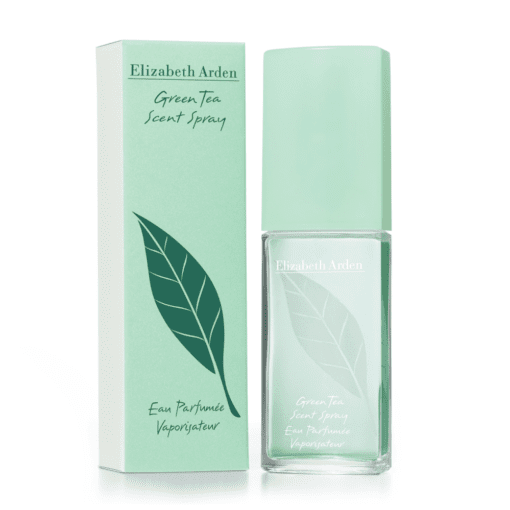 Elizabeth Arden
Green Tea
Scent Spray
Eau Parfumée
Vaporisateur
Elizabeth Arden
Green Tea
Scent Spray
Eau Parfumée
Vaporisateur